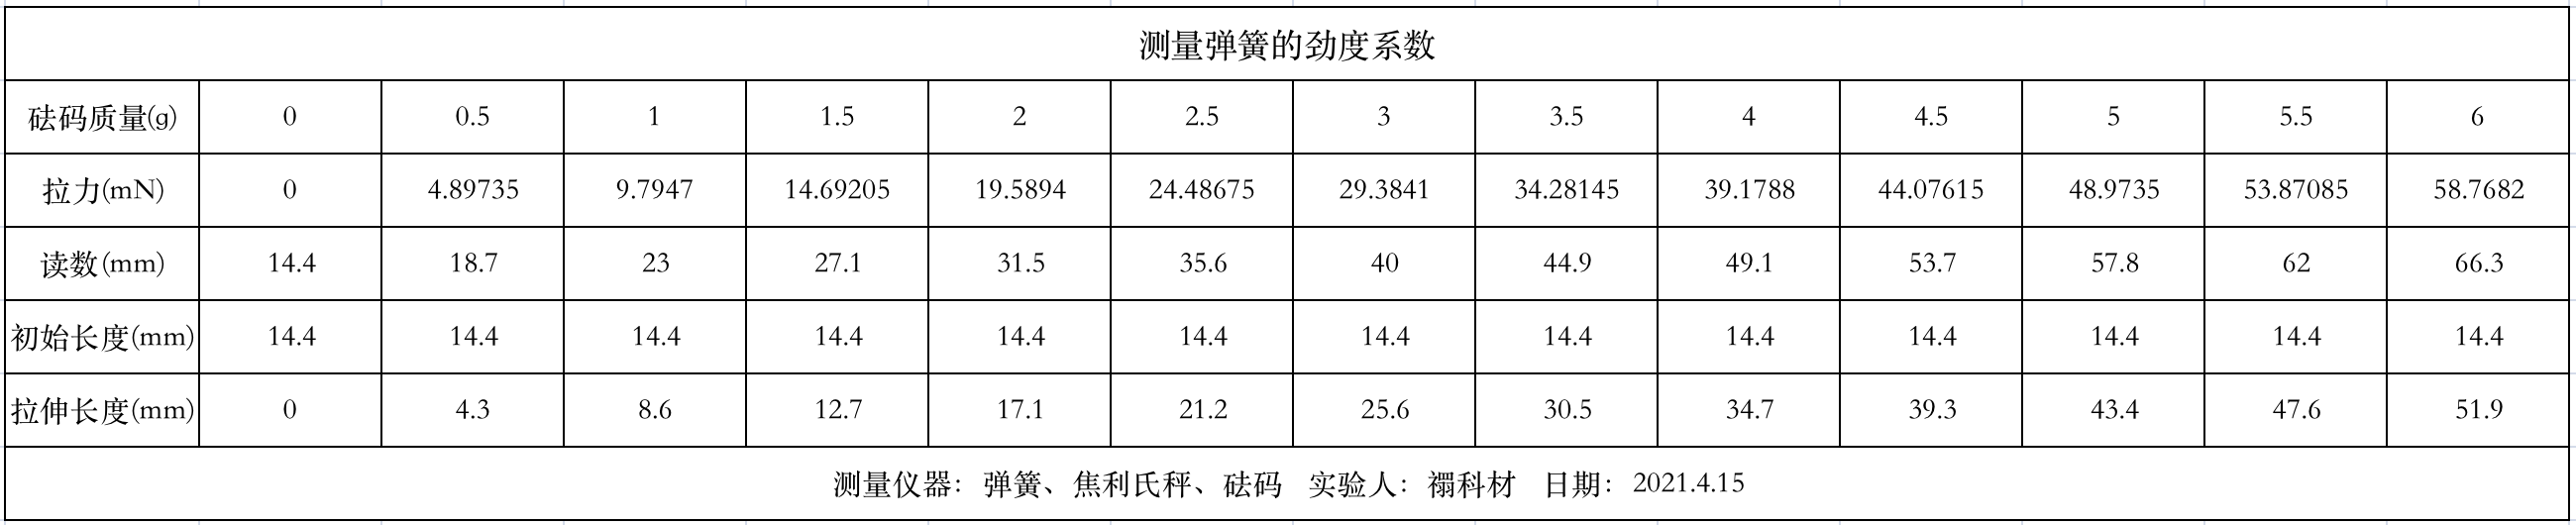 测量弹簧的劲度系数
砝码质量(g) 0 0.5 1 1.5 2 2.5 3 3.5 4 4.5 5 5.5 6
拉力(mN) 0 4.89735 9.7947 14.69205 19.5894 24.48675 29.3841 34.28145 39.1788 44.07615 48.9735 53.87085 58.7682
读数(mm) 14.4 18.7 23 27.1 31.5 35.6 40 44.9 49.1 53.7 57.8 62 66.3
初始长度(mm) 14.4 14.4 14.4 14.4 14.4 14.4 14.4 14.4 14.4 14.4 14.4 14.4 14.4
拉伸长度(mm) 0 4.3 8.6 12.7 17.1 21.2 25.6 30.5 34.7 39.3 43.4 47.6 51.9
测量仪器：弹簧、焦利氏秤、砝码 实验人：禤科材 日期：2021.4.15